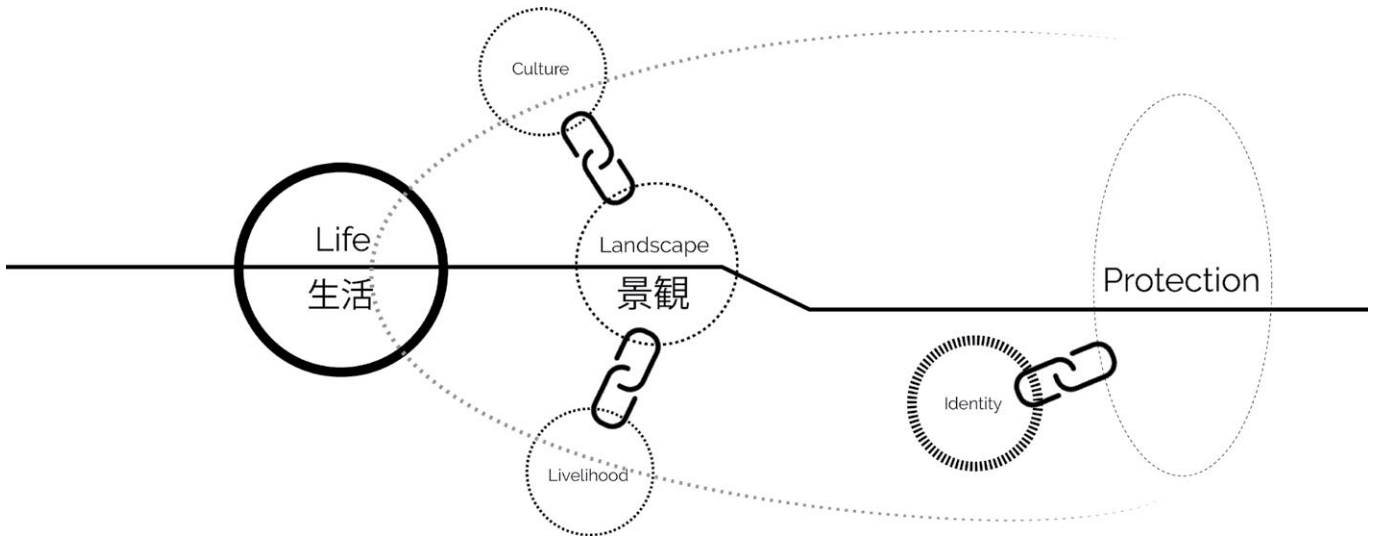 Culture
Life
生活
Landscape
景観
Protection
Identity
Livelihood